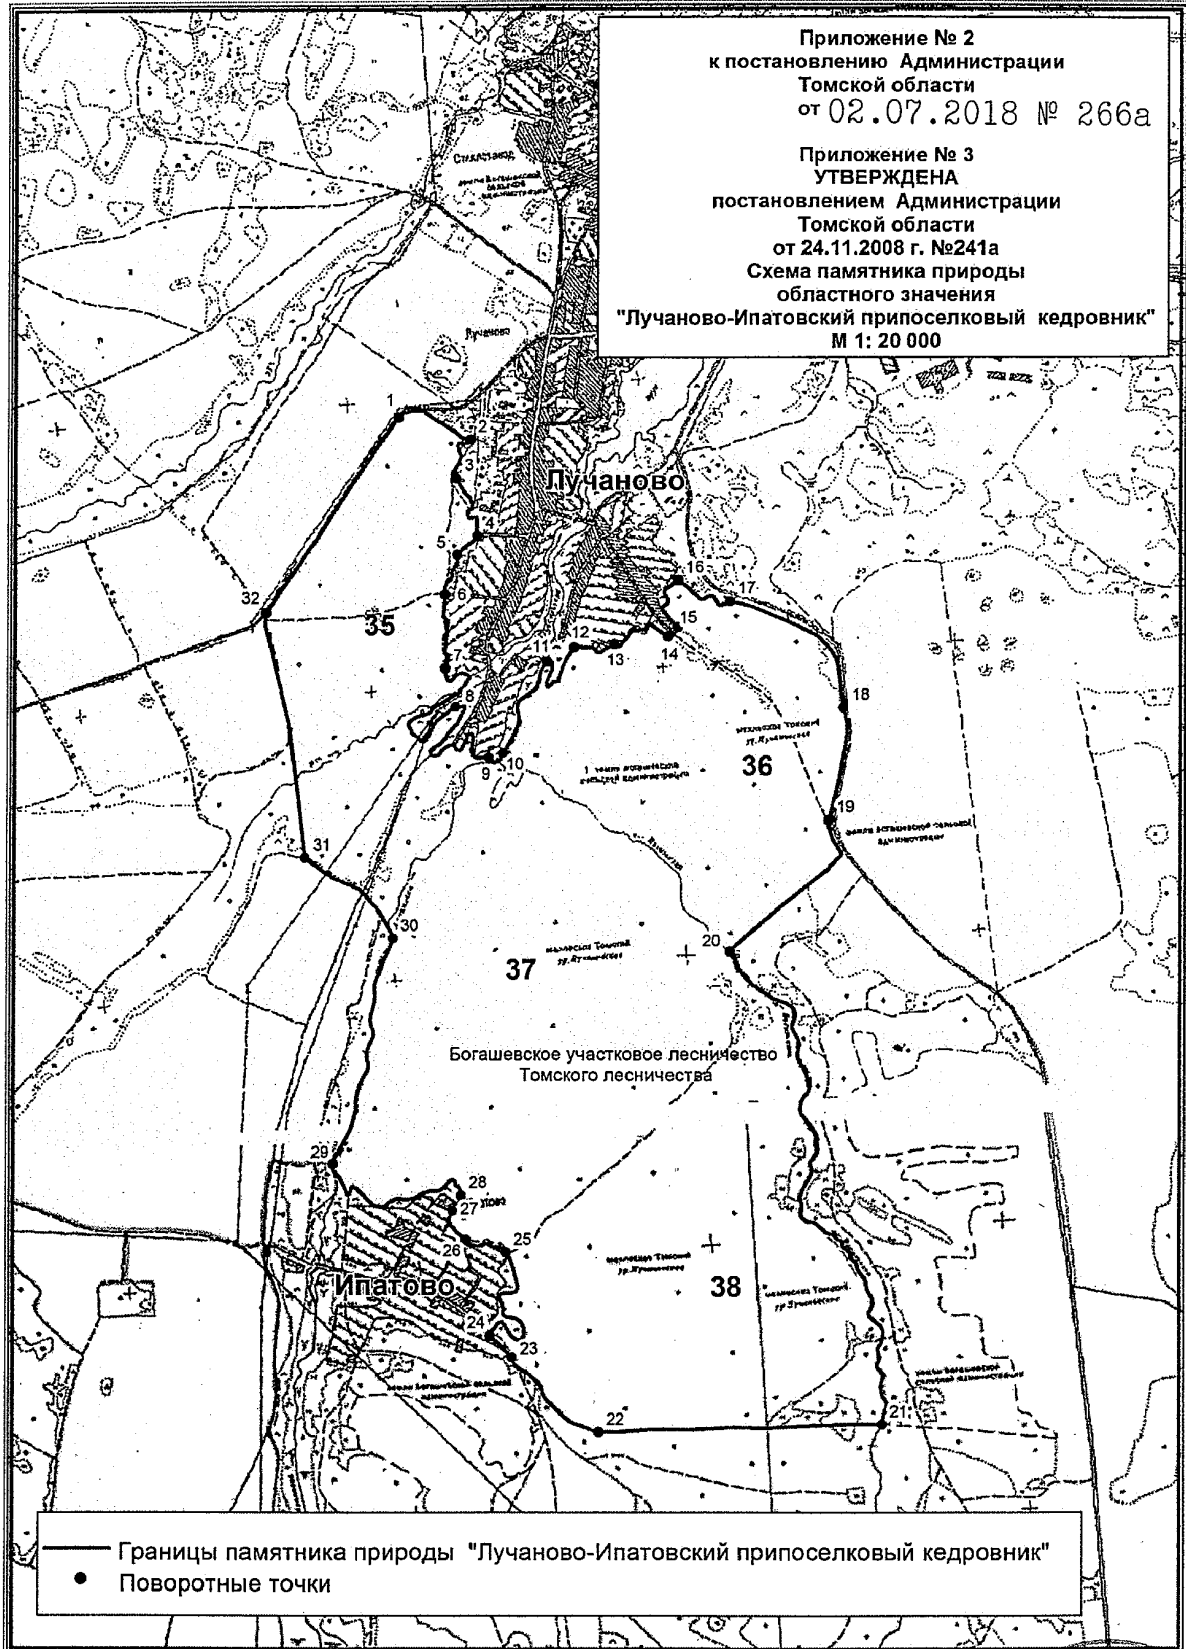 Приложение № 2
к постановлению Администрации
Томской области
от 02.07.2018 № 266а
Приложение № 3
УТВЕРЖДЕНА
постановлением Администрации
Томской области
от 24.11.2008 г. №241а
Схема памятника природы
областного значения
"Лучаново-Ипатовский припоселковый кедровник"
М 1: 20 000
Лучаново
1
2
3
Лучаново
4
5
16
6
17
32
35
15
12
14
13
11
7
8
18
36
10
9
19
31
30
20
37
Богашевское участковое лесничество
Томского лесничества
29
28
27
26
25
Ипатово
38
24
23
22
21
Границы памятника природы "Лучаново-Ипатовский припоселковый кедровник"
Поворотные точки